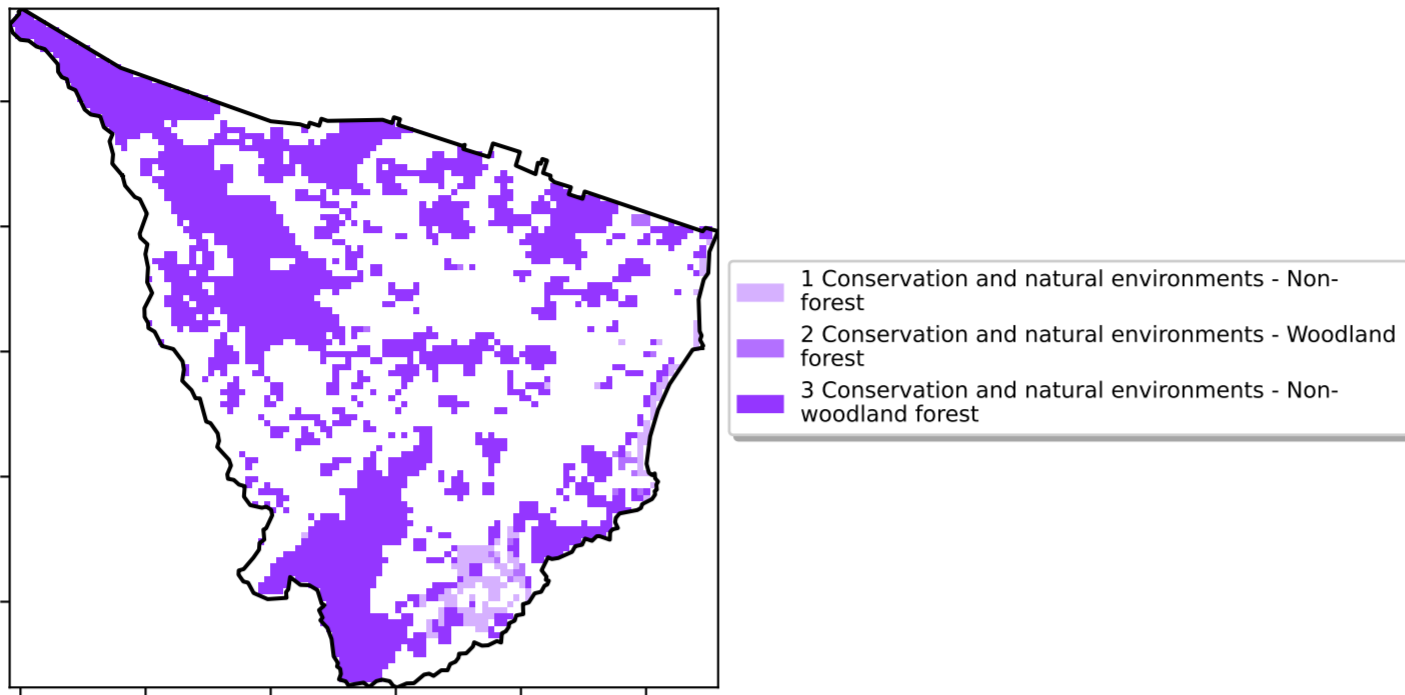 1 Conservation and natural environments - Non-
forest
2 Conservation and natural environments - Woodland
forest
3 Conservation and natural environments - Non-
woodland forest